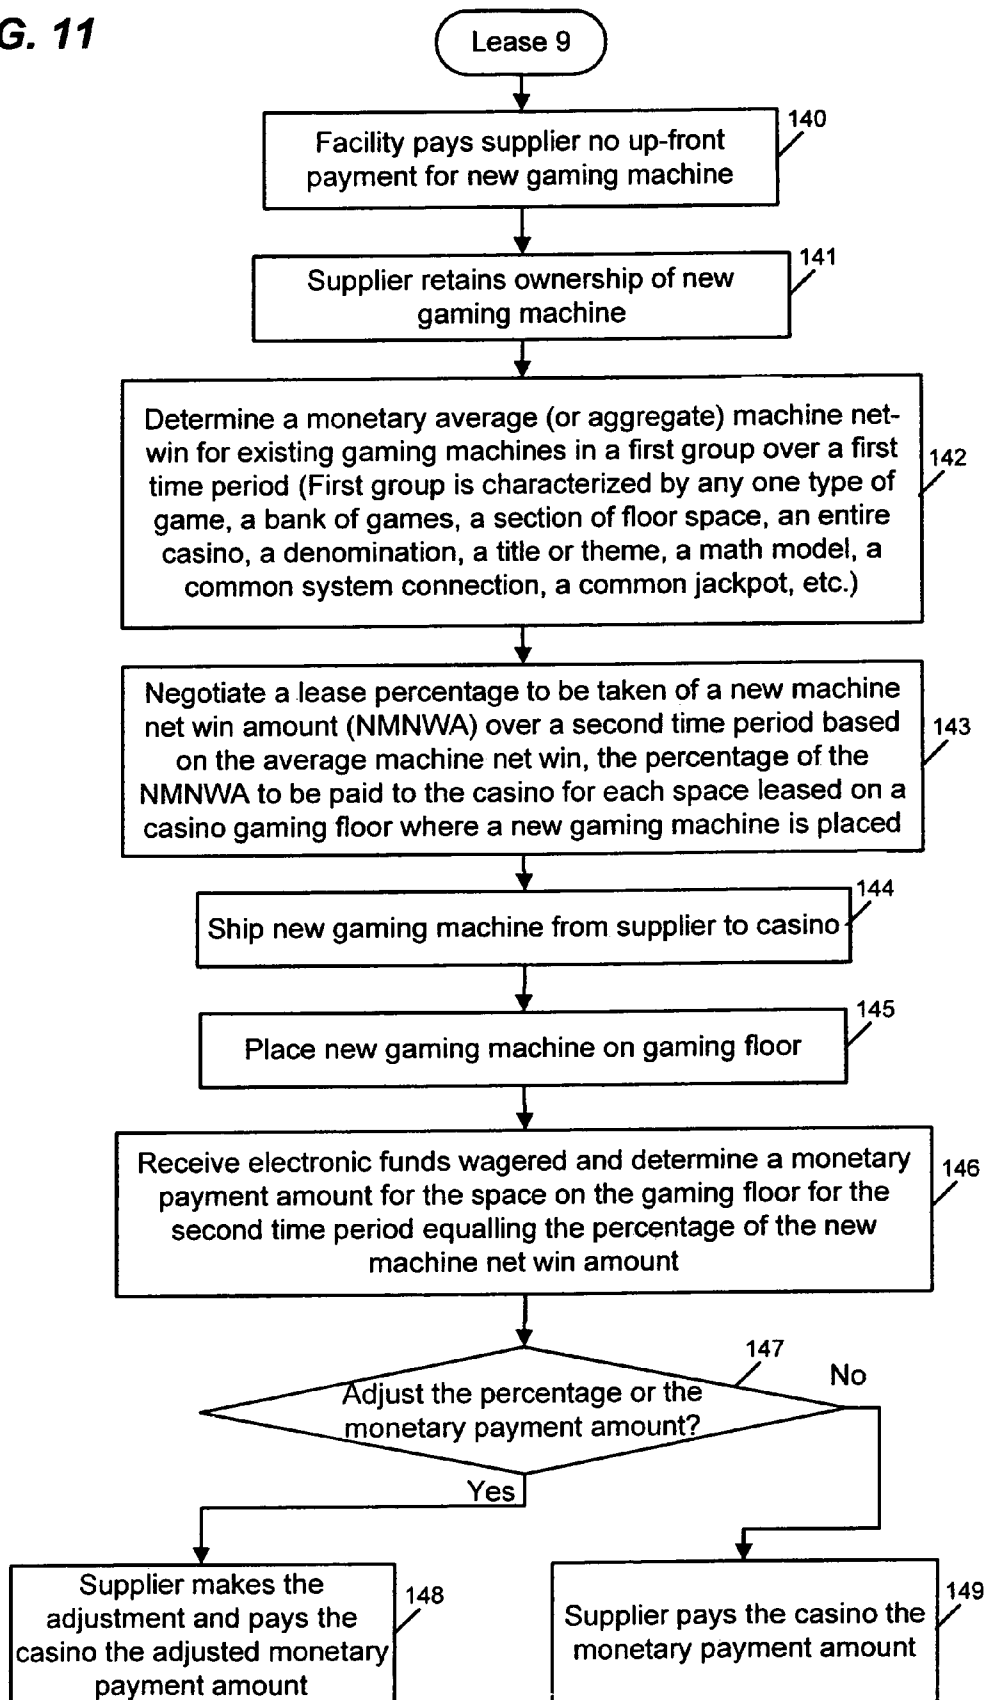 G. 11
Lease 9
140
Facility pays supplier no up-front
payment for new gaming machine
141
Supplier retains ownership of new
gaming machine
142
Determine a monetary average (or aggregate) machine net-
win for existing gaming machines in a first group over a first
time period (First group is characterized by any one type of
game, a bank of games, a section of floor space, an entire
casino, a denomination, a title or theme, a math model, a
common system connection, a common jackpot, etc.)
143
Negotiate a lease percentage to be taken of a new machine
net win amount (NMNWA) over a second time period based
on the average machine net win, the percentage of the
NMNWA to be paid to the casino for each space leased on a
casino gaming floor where a new gaming machine is placed
144
Ship new gaming machine from supplier to casino
145
Place new gaming machine on gaming floor
146
Receive electronic funds wagered and determine a monetary
payment amount for the space on the gaming floor for the
second time period equalling the percentage of the new
machine net win amount
147
Adjust the percentage or the
monetary payment amount?
No
Yes
148
Supplier makes the
adjustment and pays the
casino the adjusted monetary
payment amount
149
Supplier pays the casino the
monetary payment amount